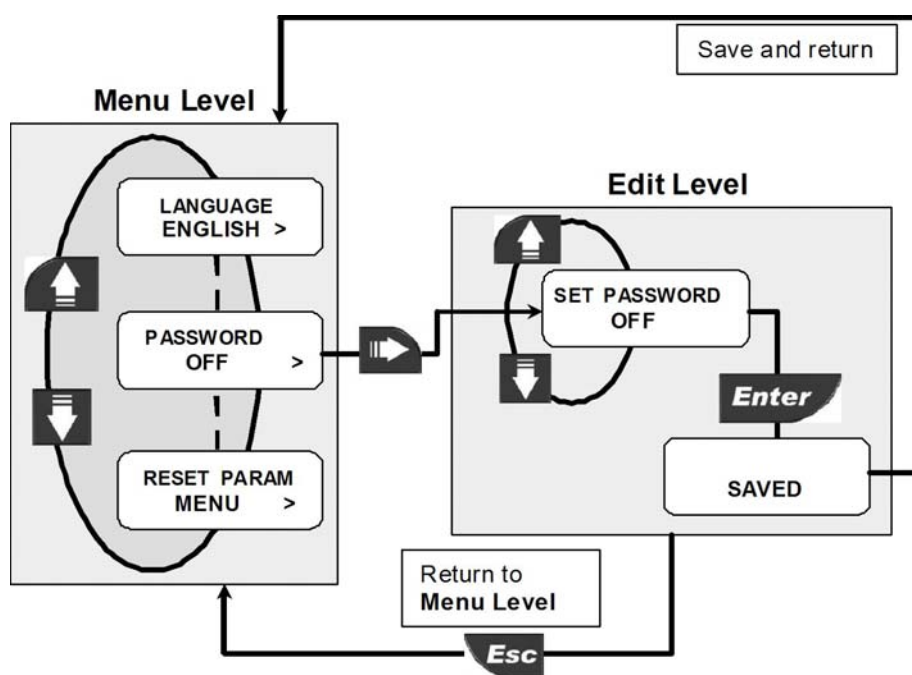 Save and return
Menu Level
LANGUAGE
ENGLISH >
PASSWORD
OFF >
RESET PARAM
MENU >
Edit Level
SET PASSWORD
OFF
Enter
SAVED
Return to
Menu Level
Esc